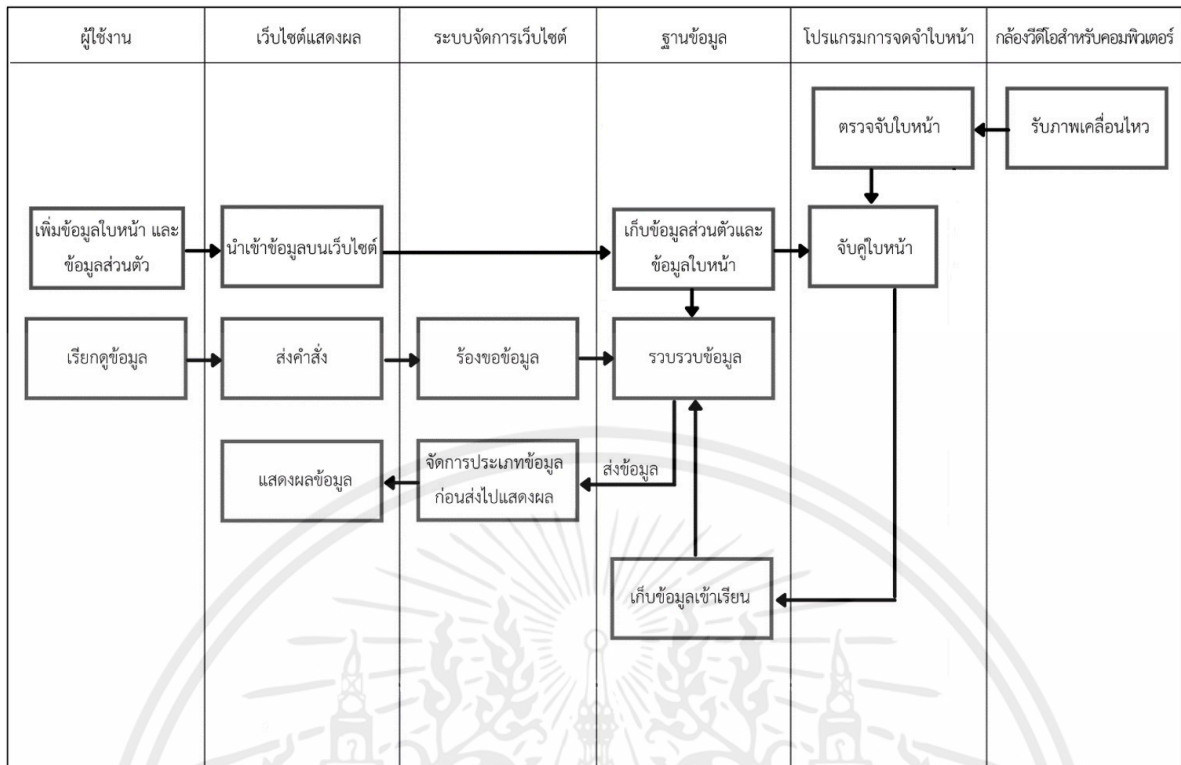 ผู้ใช้งาน
เว็บไซต์แสดงผล
ระบบจัดการเว็บไซต์
ฐานข้อมูล
โปรแกรมการจดจำใบหน้า
กล้องวีดีโอสำหรับคอมพิวเตอร์
ตรวจจับใบหน้า
รับภาพเคลื่อนไหว
เพิ่มข้อมูลใบหน้า และ
ข้อมูลส่วนตัว
นำเข้าข้อมูลบนเว็บไซต์
เก็บข้อมูลส่วนตัวและ
ข้อมูลใบหน้า
จับคู่ใบหน้า
เรียกดูข้อมูล
ส่งคำสั่ง
ร้องขอข้อมูล
รวบรวบข้อมูล
แสดงผลข้อมูล
จัดการประเภทข้อมูล
ก่อนส่งไปแสดงผล
ส่งข้อมูล
เก็บข้อมูลเข้าเรียน